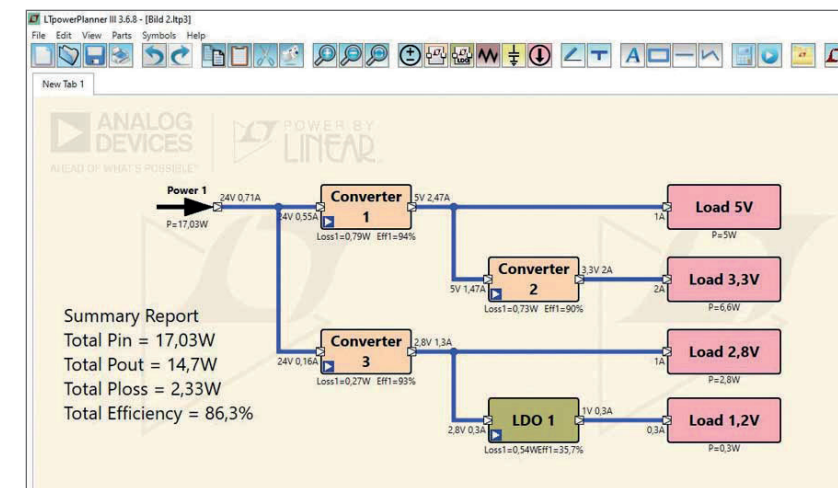 LTpowerPlanner III 3.6.8 - [Bild 2.ltp3]
File Edit View Parts Symbols Help
New Tab 1
ANALOG
DEVICES
AHEAD OF WHAT'S POSSIBLE
POWER BY
LINEAR
Power 1
24V 0,71A
P=17,03W
24V 0,55A
Converter
1
5V 2,47A
Loss1=0,79W Eff1=94%
1A
Load 5V
P=5W
5V 1,47A
Converter
2
3,3V 2A
Loss1=0,73W Eff1=90%
2A
Load 3,3V
P=6,6W
Summary Report
Total Pin = 17,03W
Total Pout = 14,7W
Total Ploss = 2,33W
Total Efficiency = 86,3%
24V 0,16A
Converter
3
2,8V 1,3A
Loss1=0,27W Eff1=93%
1A
Load 2,8V
P=2,8W
2,8V 0,3A
LDO 1
1V 0,3A
Loss1=0,54WEff1=35,7%
0,3A
Load 1,2V
P=0,3W